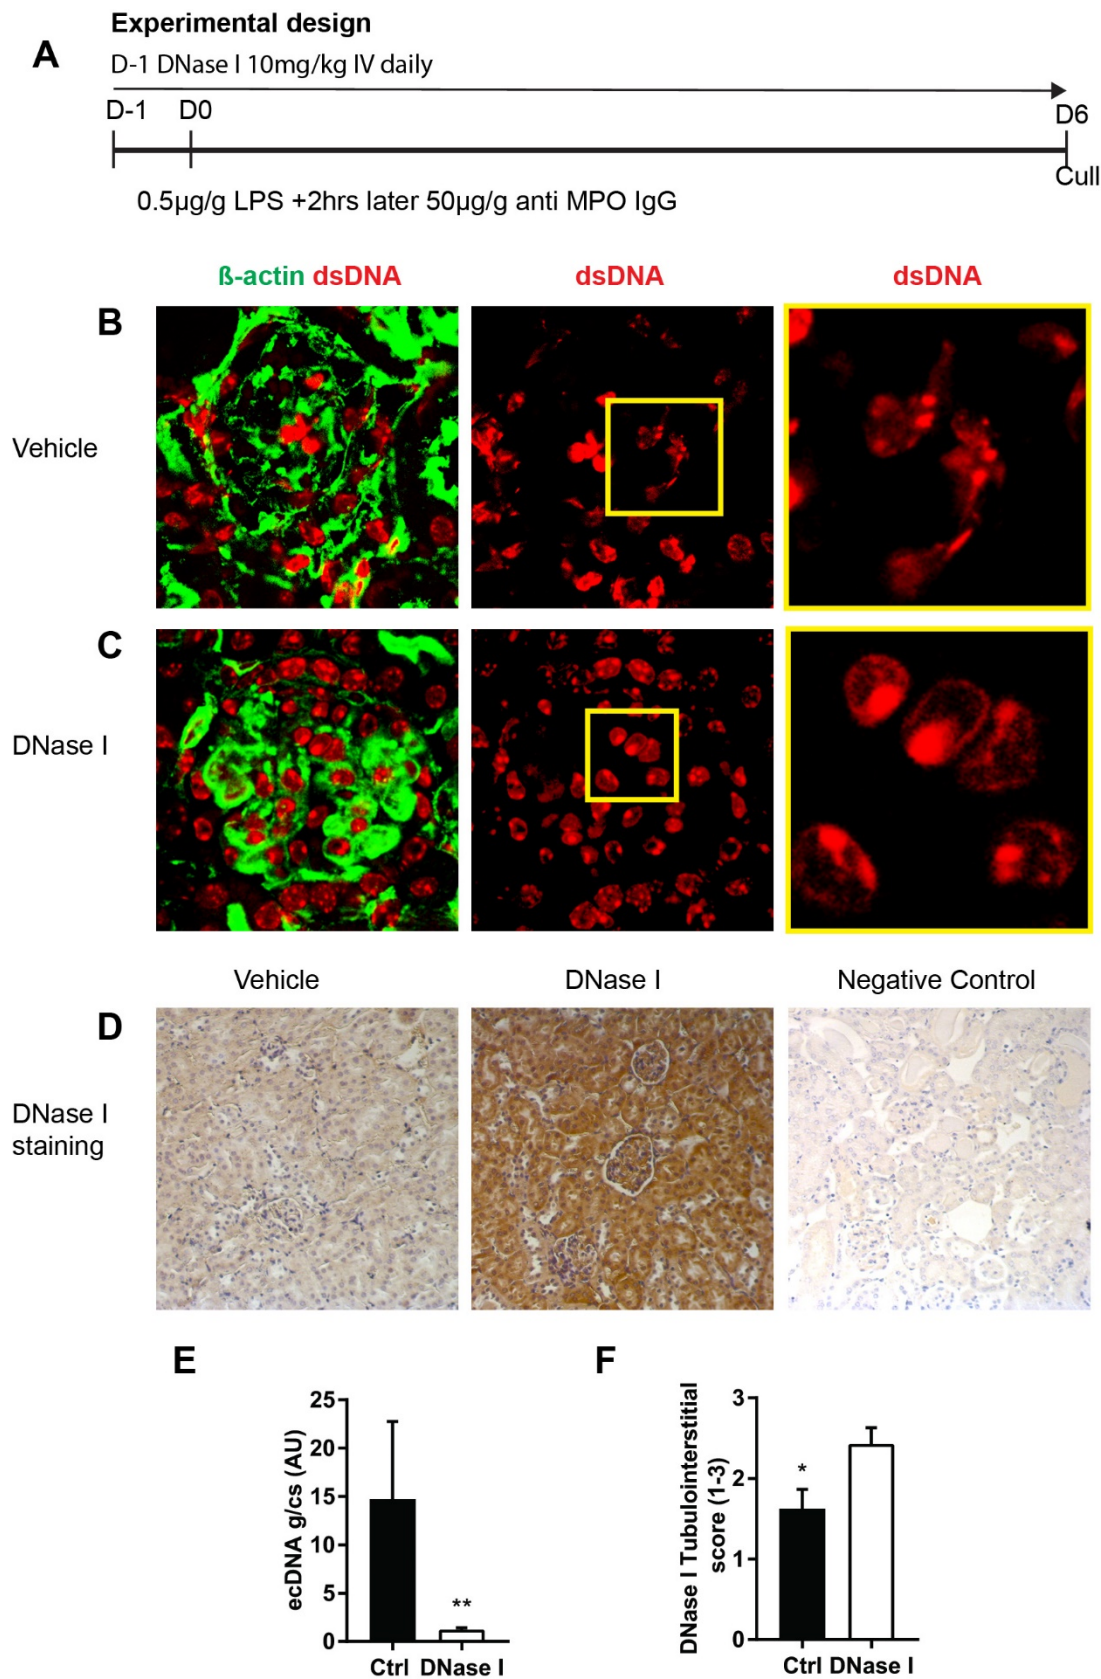 Experimental design
A
D-1 DNase I 10mg/kg IV daily
D-1 D0 D6
Cull
0.5µg/g LPS +2hrs later 50µg/g anti MPO IgG
ß-actin dsDNA dsDNA dsDNA
B
Vehicle
C
DNase I
Vehicle DNase I Negative Control
D
DNase I
staining
E
ecDNA g/cs (AU)
25
20
15
10
5
0
**
Ctrl DNase I
F
DNase I Tubulointerstitial
score (1-3)
3
2
1
0
*
Ctrl DNase I